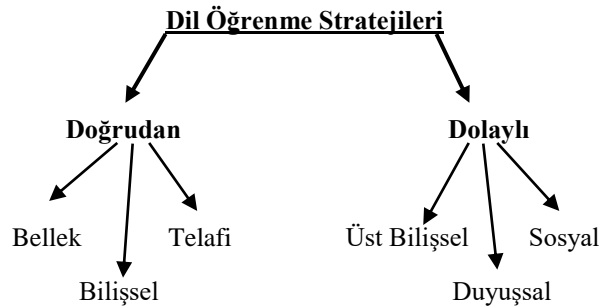 Dil Öğrenme Stratejileri
Doğrudan Dolaylı
Bellek Telafi Üst Bilişsel Sosyal
Bilişsel Duyuşsal